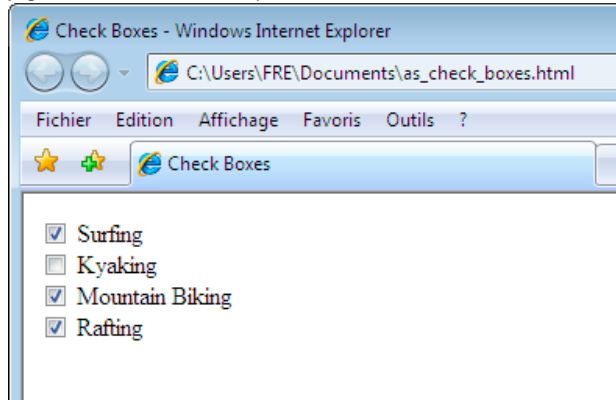 Check Boxes - Windows Internet Explorer
C:\Users\FRE\Documents\as_check_boxes.html
Fichier Edition Affichage Favoris Outils ?
Check Boxes
Surfing
Kyaking
Mountain Biking
Rafting